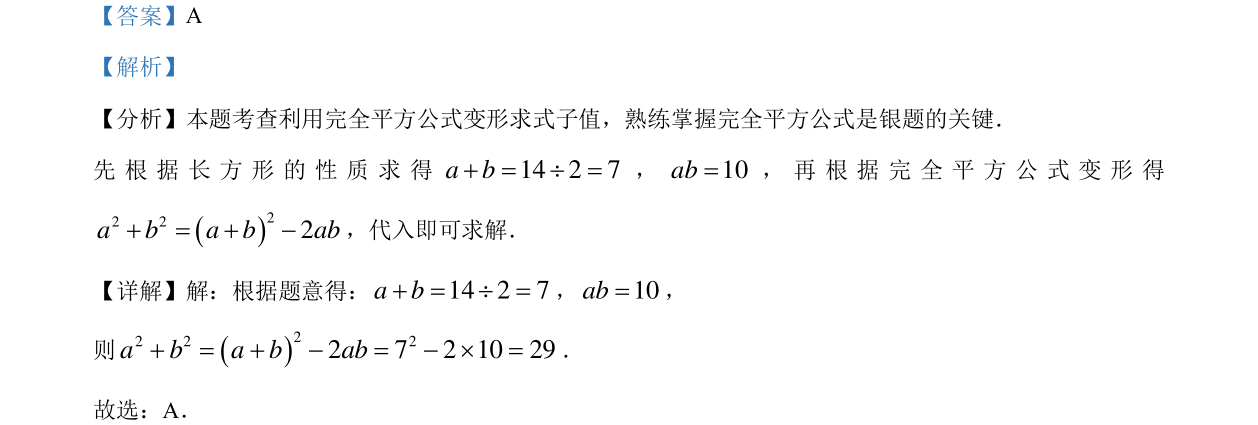 【答案】A
【解析】
【分析】本题考查利用完全平方公式变形求式子值，熟练掌握完全平方公式是银题的关键．
先根据长方形的性质求得 a+b=14÷2=7 ， ab=10 ，再根据完全平方公式变形得
a²+b²=(a+b)²-2ab，代入即可求解．
【详解】解：根据题意得：a+b=14÷2=7，ab=10，
则a²+b²=(a+b)²-2ab=7²-2×10=29．
故选：A．